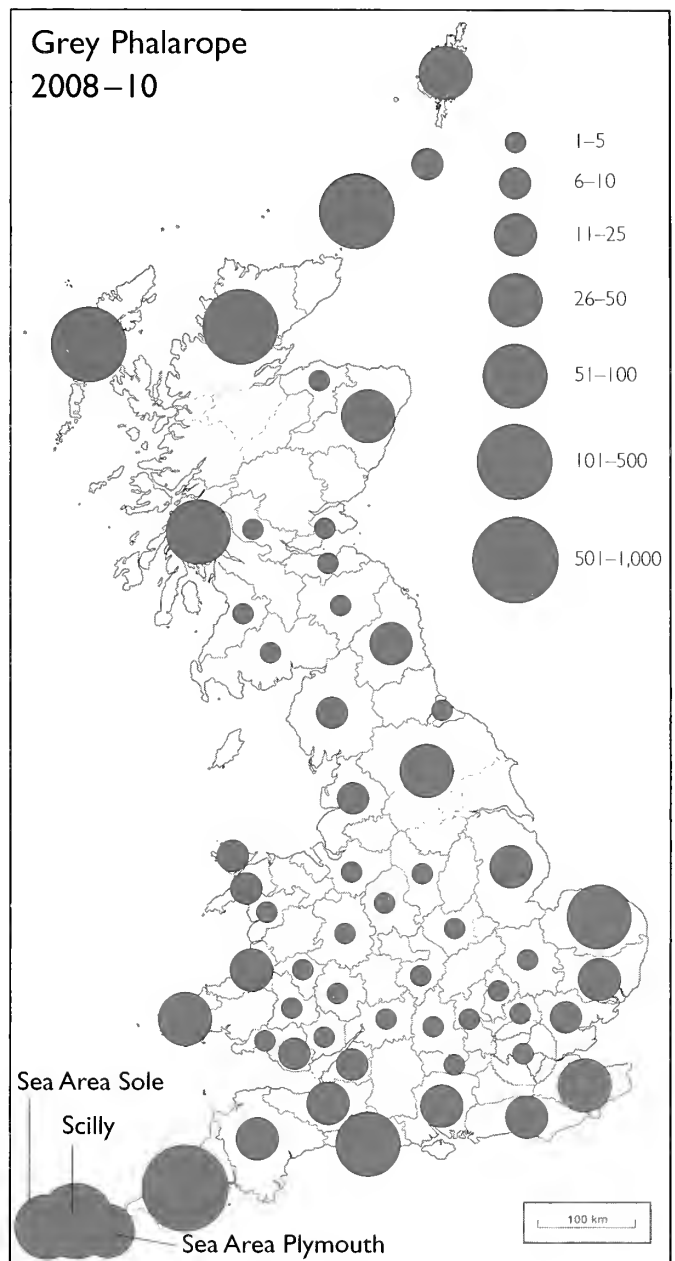 Grey Phalarope
2008–10
1–5
6–10
11–25
26–50
51–100
101–500
501–1,000
Sea Area Sole
Scilly
Sea Area Plymouth
100 km